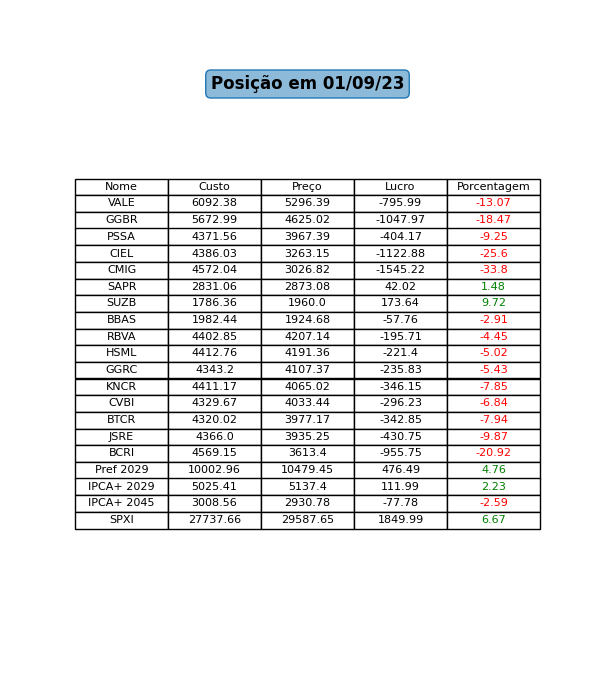 Posição em 01/09/23
Nome Custo Preço Lucro Porcentagem
VALE 6092.38 5296.39 -795.99 -13.07
GGBR 5672.99 4625.02 -1047.97 -18.47
PSSA 4371.56 3967.39 -404.17 -9.25
CIEL 4386.03 3263.15 -1122.88 -25.6
CMIG 4572.04 3026.82 -1545.22 -33.8
SAPR 2831.06 2873.08 42.02 1.48
SUZB 1786.36 1960.0 173.64 9.72
BBAS 1982.44 1924.68 -57.76 -2.91
RBVA 4402.85 4207.14 -195.71 -4.45
HSML 4412.76 4191.36 -221.4 -5.02
GGRC 4343.2 4107.37 -235.83 -5.43
KNCR 4411.17 4065.02 -346.15 -7.85
CVBI 4329.67 4033.44 -296.23 -6.84
BTCR 4320.02 3977.17 -342.85 -7.94
JSRE 4366.0 3935.25 -430.75 -9.87
BCRI 4569.15 3613.4 -955.75 -20.92
Pref 2029 10002.96 10479.45 476.49 4.76
IPCA+ 2029 5025.41 5137.4 111.99 2.23
IPCA+ 2045 3008.56 2930.78 -77.78 -2.59
SPXI 27737.66 29587.65 1849.99 6.67